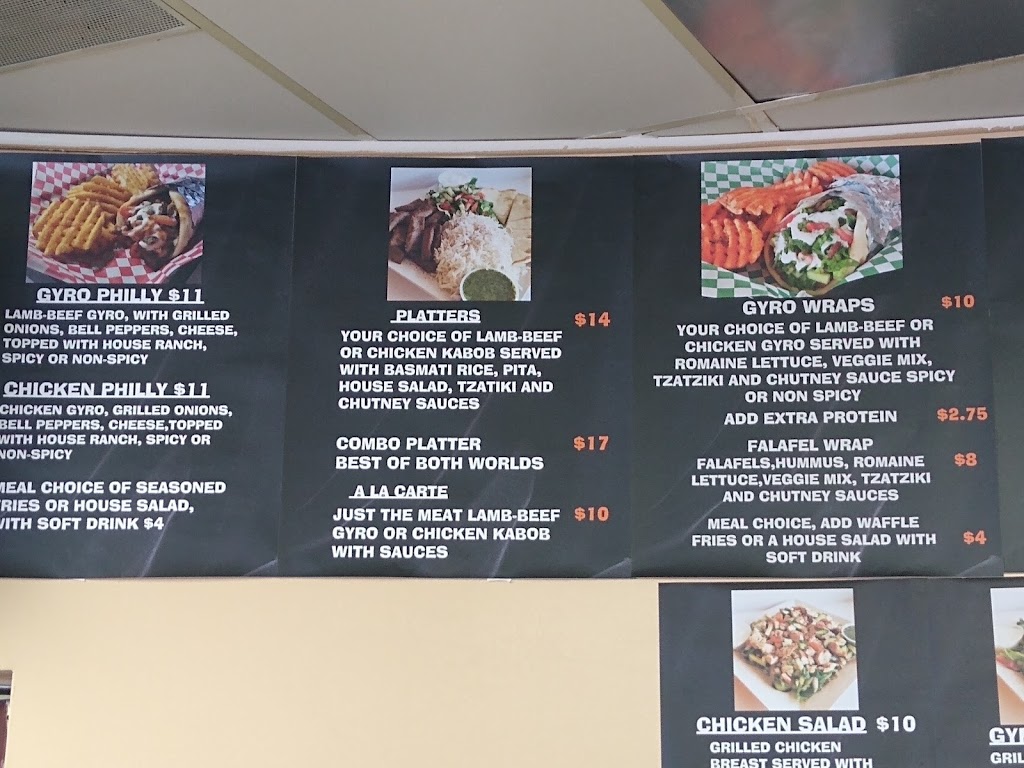 GYRO PHILLY $11
LAMB-BEEF GYRO, WITH GRILLED
ONIONS, BELL PEPPERS, CHEESE,
TOPPED WITH HOUSE RANCH,
SPICY OR NON-SPICY
CHICKEN PHILLY $11
CHICKEN GYRO, GRILLED ONIONS,
BELL PEPPERS, CHEESE,TOPPED
WITH HOUSE RANCH, SPICY OR
NON-SPICY
MEAL CHOICE OF SEASONED
FRIES OR HOUSE SALAD,
WITH SOFT DRINK $4
PLATTERS $14
YOUR CHOICE OF LAMB-BEEF
OR CHICKEN KABOB SERVED
WITH BASMATI RICE, PITA,
HOUSE SALAD, TZATIKI AND
CHUTNEY SAUCES
COMBO PLATTER $17
BEST OF BOTH WORLDS
A LA CARTE
JUST THE MEAT LAMB-BEEF $10
GYRO OR CHICKEN KABOB
WITH SAUCES
GYRO WRAPS $10
YOUR CHOICE OF LAMB-BEEF OR
CHICKEN GYRO SERVED WITH
ROMAINE LETTUCE, VEGGIE MIX,
TZATZIKI AND CHUTNEY SAUCE SPICY
OR NON SPICY
ADD EXTRA PROTEIN $2.75
FALAFEL WRAP
FALAFELS,HUMMUS, ROMAINE $8
LETTUCE,VEGGIE MIX, TZATZIKI
AND CHUTNEY SAUCES
MEAL CHOICE, ADD WAFFLE
FRIES OR A HOUSE SALAD WITH $4
SOFT DRINK
CHICKEN SALAD $10
GRILLED CHICKEN
BREAST SERVED WITH